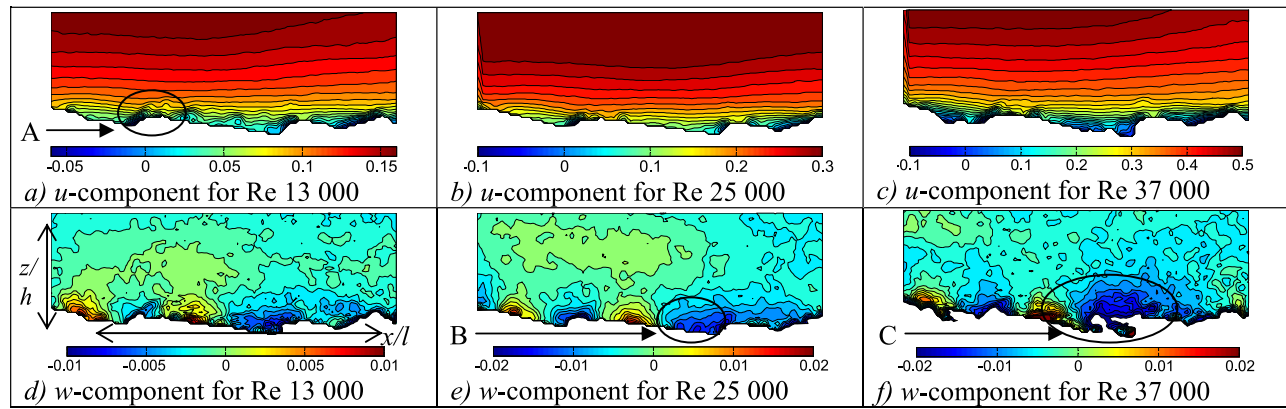 A
-0.05 0 0.05 0.1 0.15
a) u-component for Re 13 000
-0.1 0 0.1 0.2 0.3
b) u-component for Re 25 000
-0.1 0 0.1 0.2 0.3 0.4 0.5
c) u-component for Re 37 000
z/
h
x/l
-0.01 -0.005 0 0.005 0.01
d) w-component for Re 13 000
B
-0.02 -0.01 0 0.01 0.02
e) w-component for Re 25 000
C
-0.02 -0.01 0 0.01 0.02
f) w-component for Re 37 000